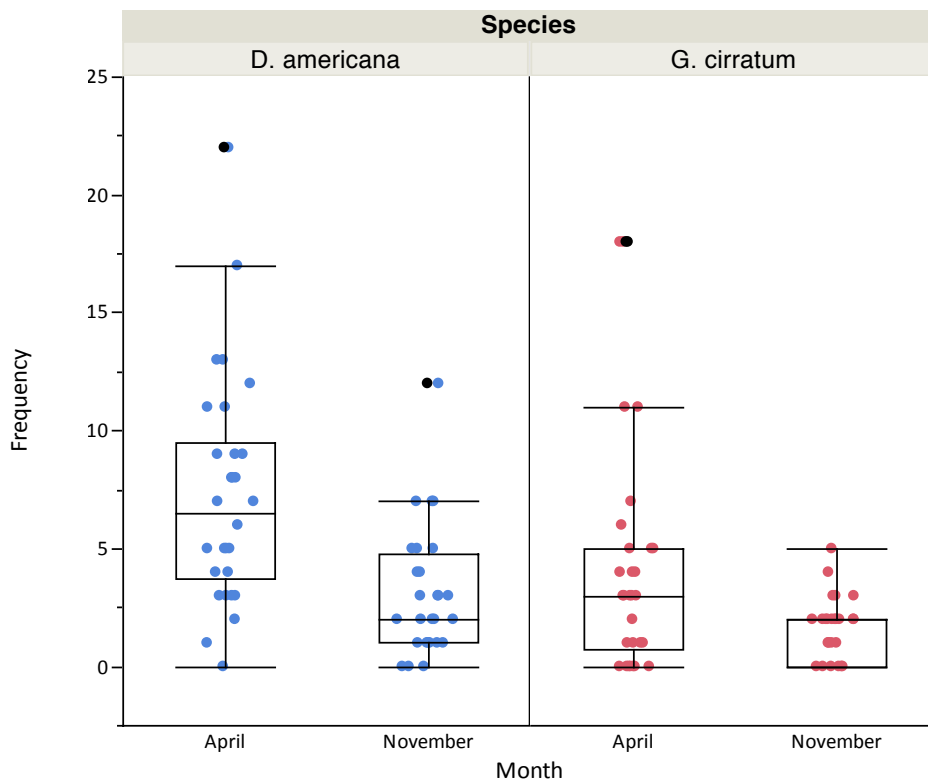 Species
D. americana G. cirratum
25
20
15
10
5
0
Frequency
April November April November
Month